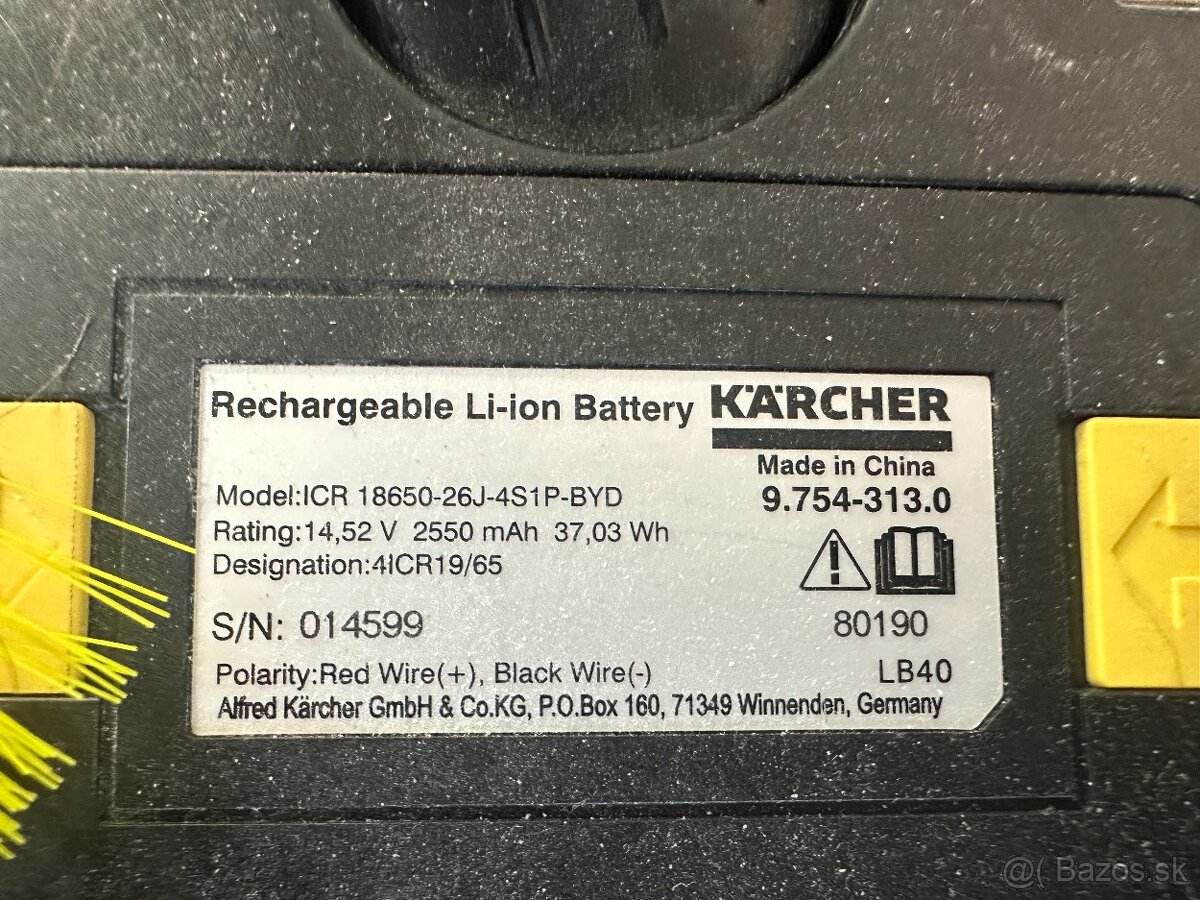 Rechargeable Li-ion Battery KÄRCHER
Made in China
Model:ICR 18650-26J-4S1P-BYD 9.754-313.0
Rating:14,52 V 2550 mAh 37,03 Wh
Designation:4ICR19/65
S/N: 014599 80190
Polarity:Red Wire(+), Black Wire(-) LB40
Alfred Kärcher GmbH & Co.KG, P.O.Box 160, 71349 Winnenden, Germany
@( Bazos.sk